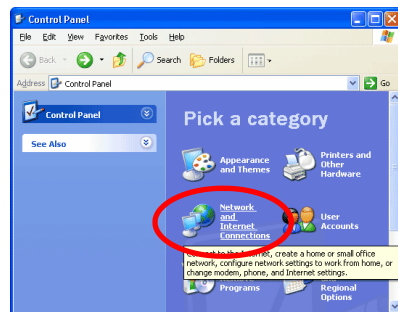 Control Panel
File Edit View Favorites Tools Help
Back Search Folders
Address Control Panel Go
Control Panel
See Also
Pick a category
Appearance
and Themes
Printers and
Other
Hardware
Network
and
Internet
Connections
User
Accounts
Connect to the Internet, create a home or small office
network, configure network settings to work from home, or
change modem, phone, and Internet settings.
Programs
Regional
Options